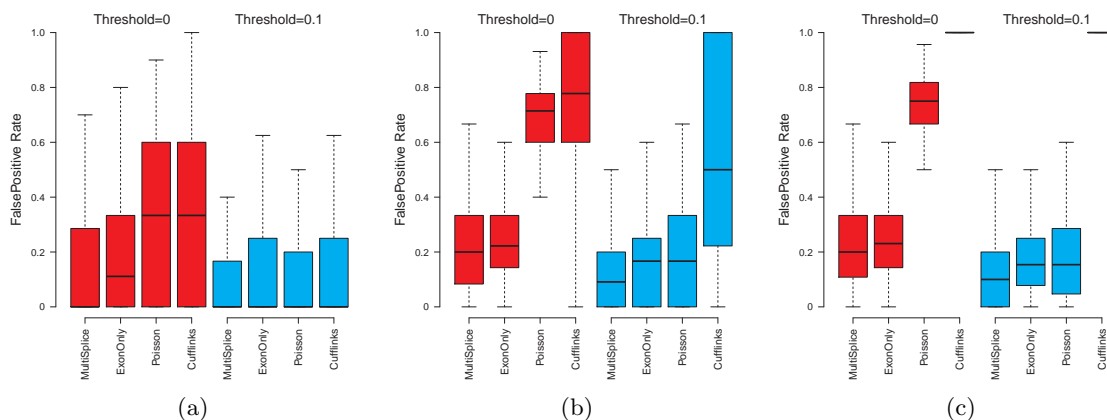 Threshold=0 Threshold=0.1
FalsePositive Rate
1.0
0.8
0.6
0.4
0.2
0
MultiSplice
ExonOnly
Poisson
Cufflinks
MultiSplice
ExonOnly
Poisson
Cufflinks
(a)
Threshold=0 Threshold=0.1
FalsePositive Rate
1.0
0.8
0.6
0.4
0.2
0
MultiSplice
ExonOnly
Poisson
Cufflinks
MultiSplice
ExonOnly
Poisson
Cufflinks
(b)
Threshold=0 Threshold=0.1
FalsePositive Rate
1.0
0.8
0.6
0.4
0.2
0
MultiSplice
ExonOnly
Poisson
Cufflinks
MultiSplice
ExonOnly
Poisson
Cufflinks
(c)